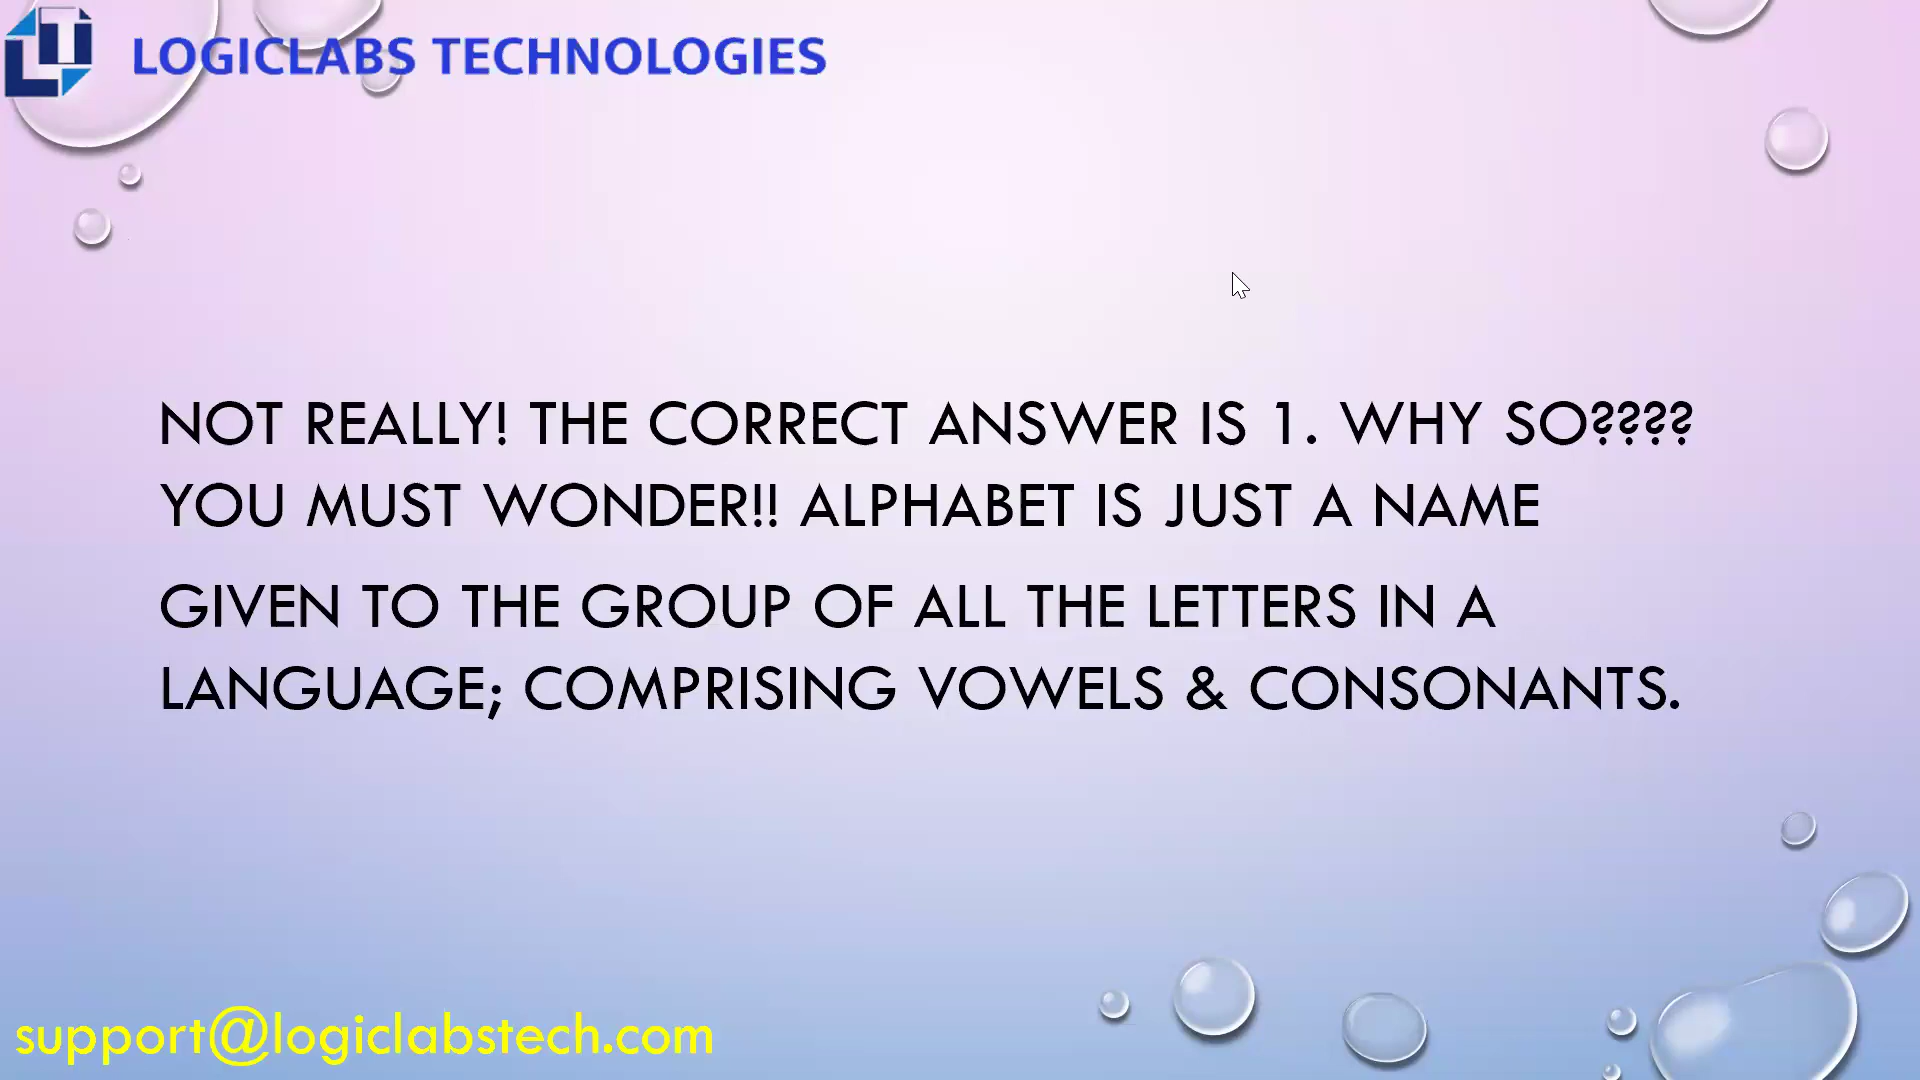 LOGICLABS TECHNOLOGIES
NOT REALLY! THE CORRECT ANSWER IS 1. WHY SO????
YOU MUST WONDER!! ALPHABET IS JUST A NAME
GIVEN TO THE GROUP OF ALL THE LETTERS IN A
LANGUAGE; COMPRISING VOWELS & CONSONANTS.
support@logiclabstech.com